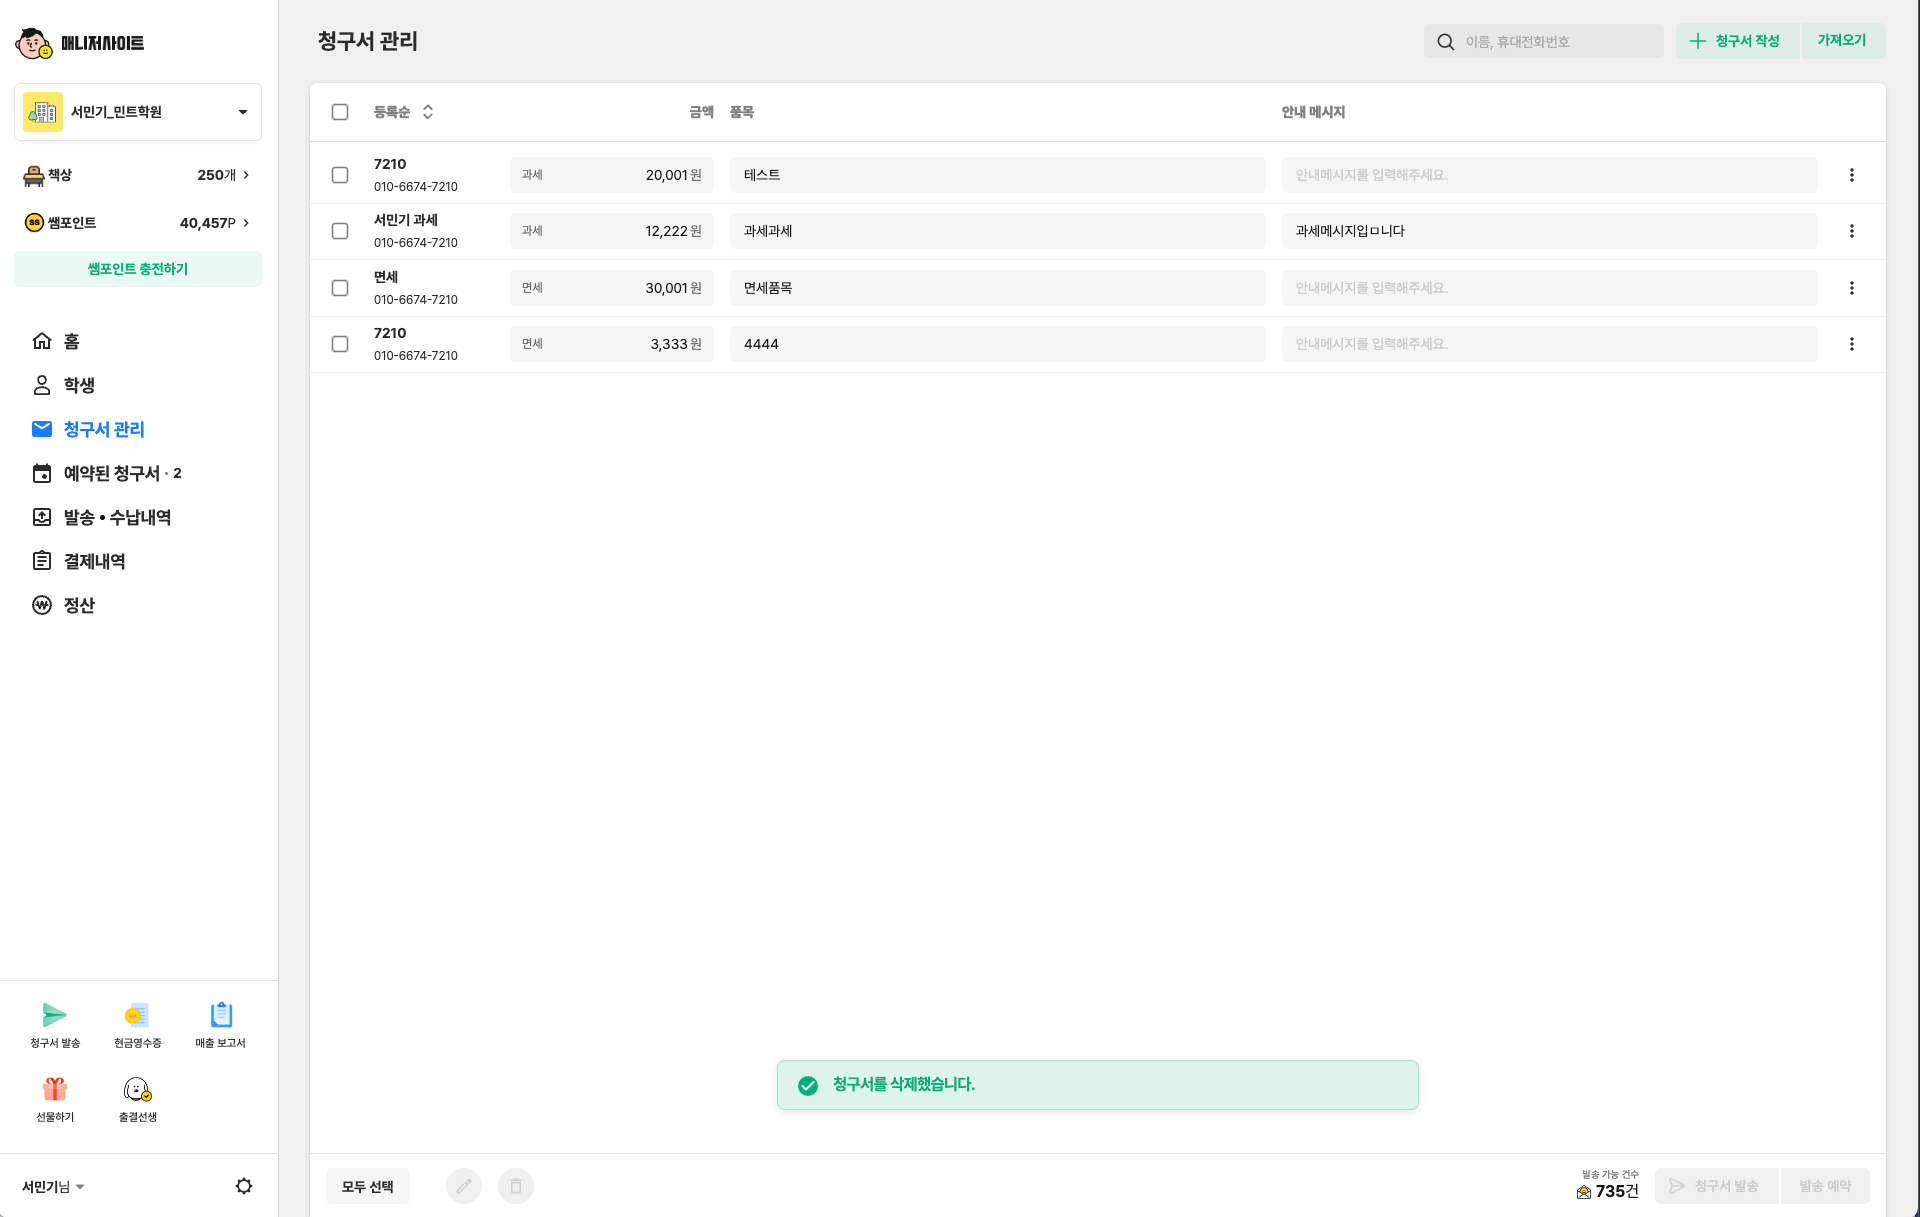 매니저사이트
서민기_민트학원
책상 250개
쌤포인트 40,457P
쌤포인트 충전하기
홈
학생
청구서 관리
예약된 청구서 · 2
발송 • 수납내역
결제내역
정산
청구서 발송 현금영수증 매출 보고서
선물하기 출결선생
서민기님
청구서 관리
이름, 휴대전화번호
청구서 작성
가져오기
등록순 금액 품목 안내 메시지
7210
010-6674-7210
과세 20,001 원 테스트 안내메시지를 입력해주세요.
서민기 과세
010-6674-7210
과세 12,222 원 과세과세 과세메시지입ㅁ니다
면세
010-6674-7210
면세 30,001 원 면세품목 안내메시지를 입력해주세요.
7210
010-6674-7210
면세 3,333 원 4444 안내메시지를 입력해주세요.
청구서를 삭제했습니다.
모두 선택
발송 가능 건수
735건
청구서 발송
발송 예약